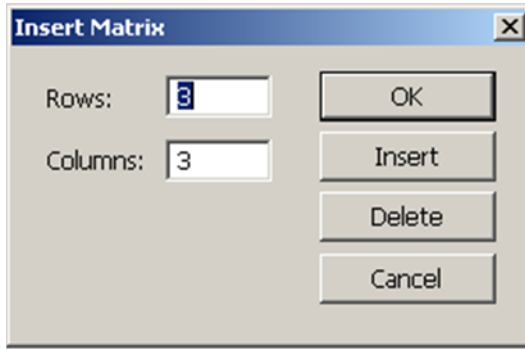 Insert Matrix
Rows: 3
OK
Columns: 3
Insert
Delete
Cancel